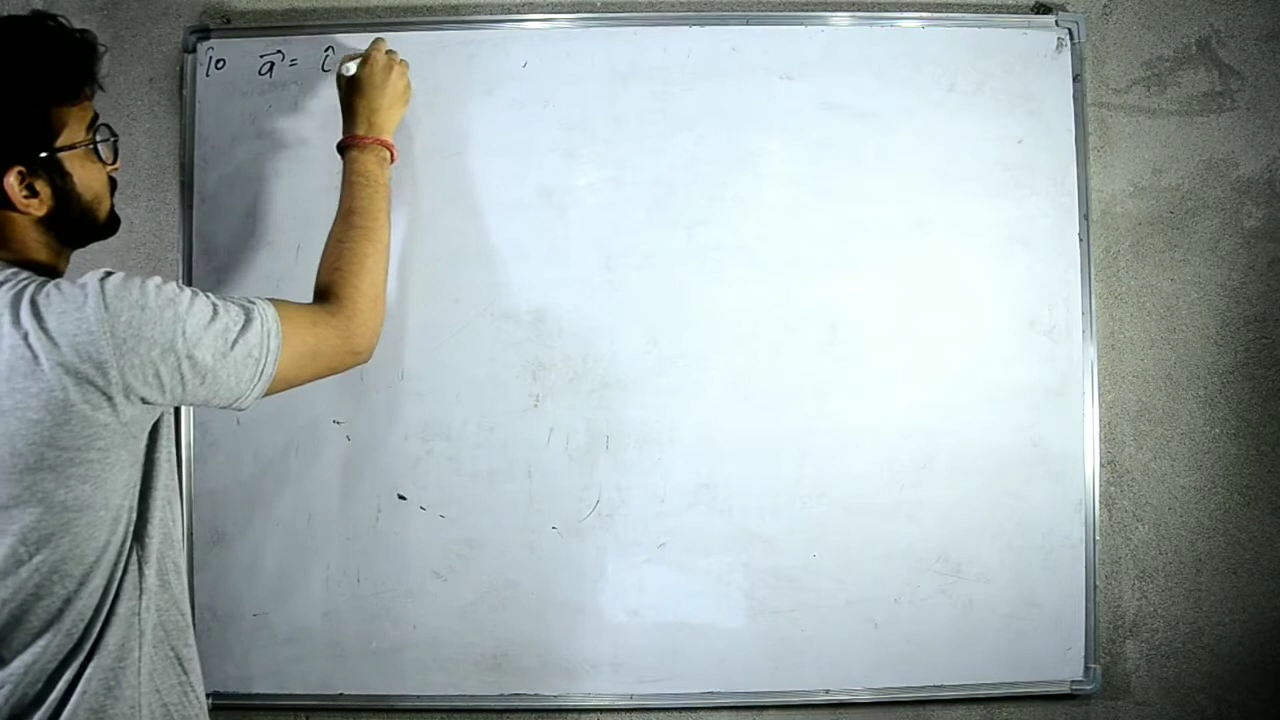 10 a⃗ = î